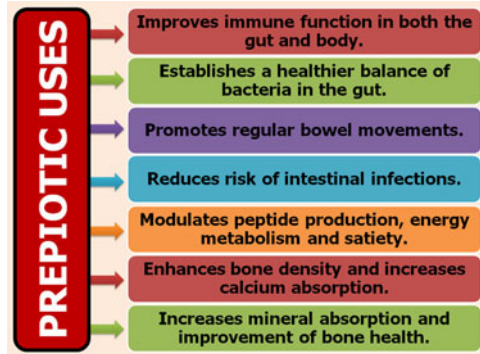 PREPIOTIC USES
Improves immune function in both the
gut and body.
Establishes a healthier balance of
bacteria in the gut.
Promotes regular bowel movements.
Reduces risk of intestinal infections.
Modulates peptide production, energy
metabolism and satiety.
Enhances bone density and increases
calcium absorption.
Increases mineral absorption and
improvement of bone health.